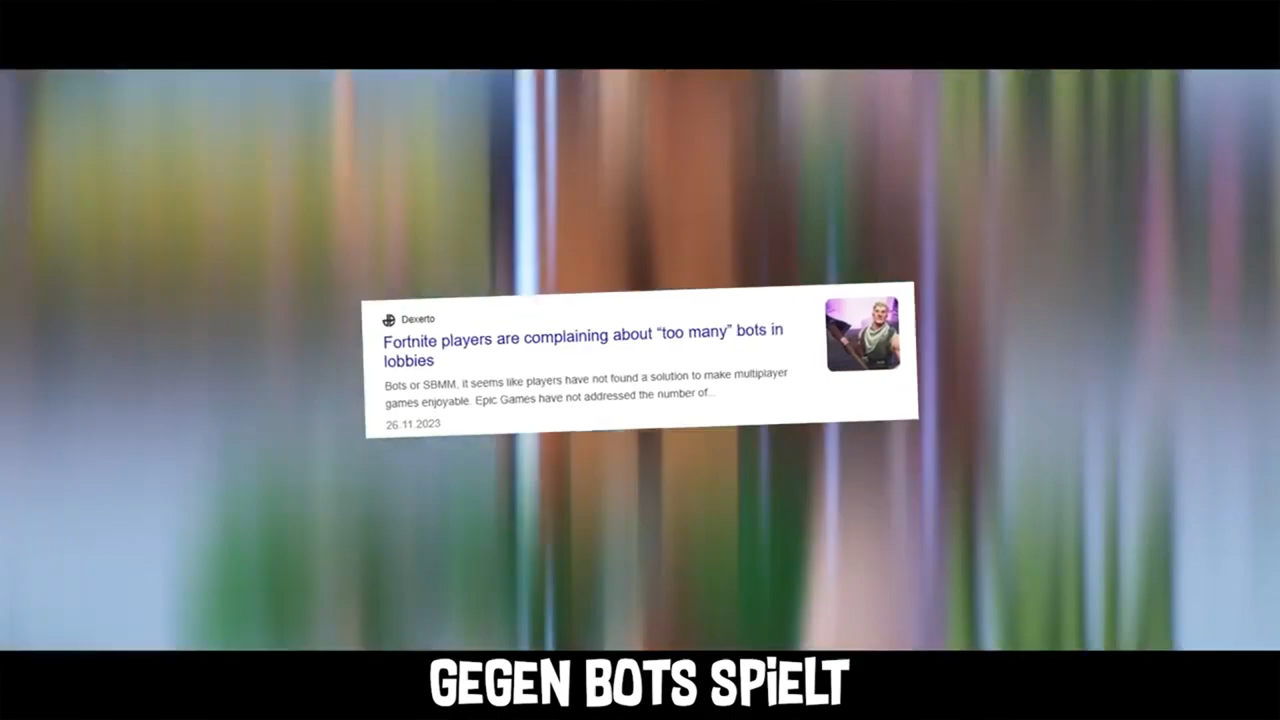 Dexerto
Fortnite players are complaining about “too many” bots in
lobbies
Bots or SBMM, it seems like players have not found a solution to make multiplayer
games enjoyable. Epic Games have not addressed the number of...
26.11.2023
GEGEN BOTS SPiELT